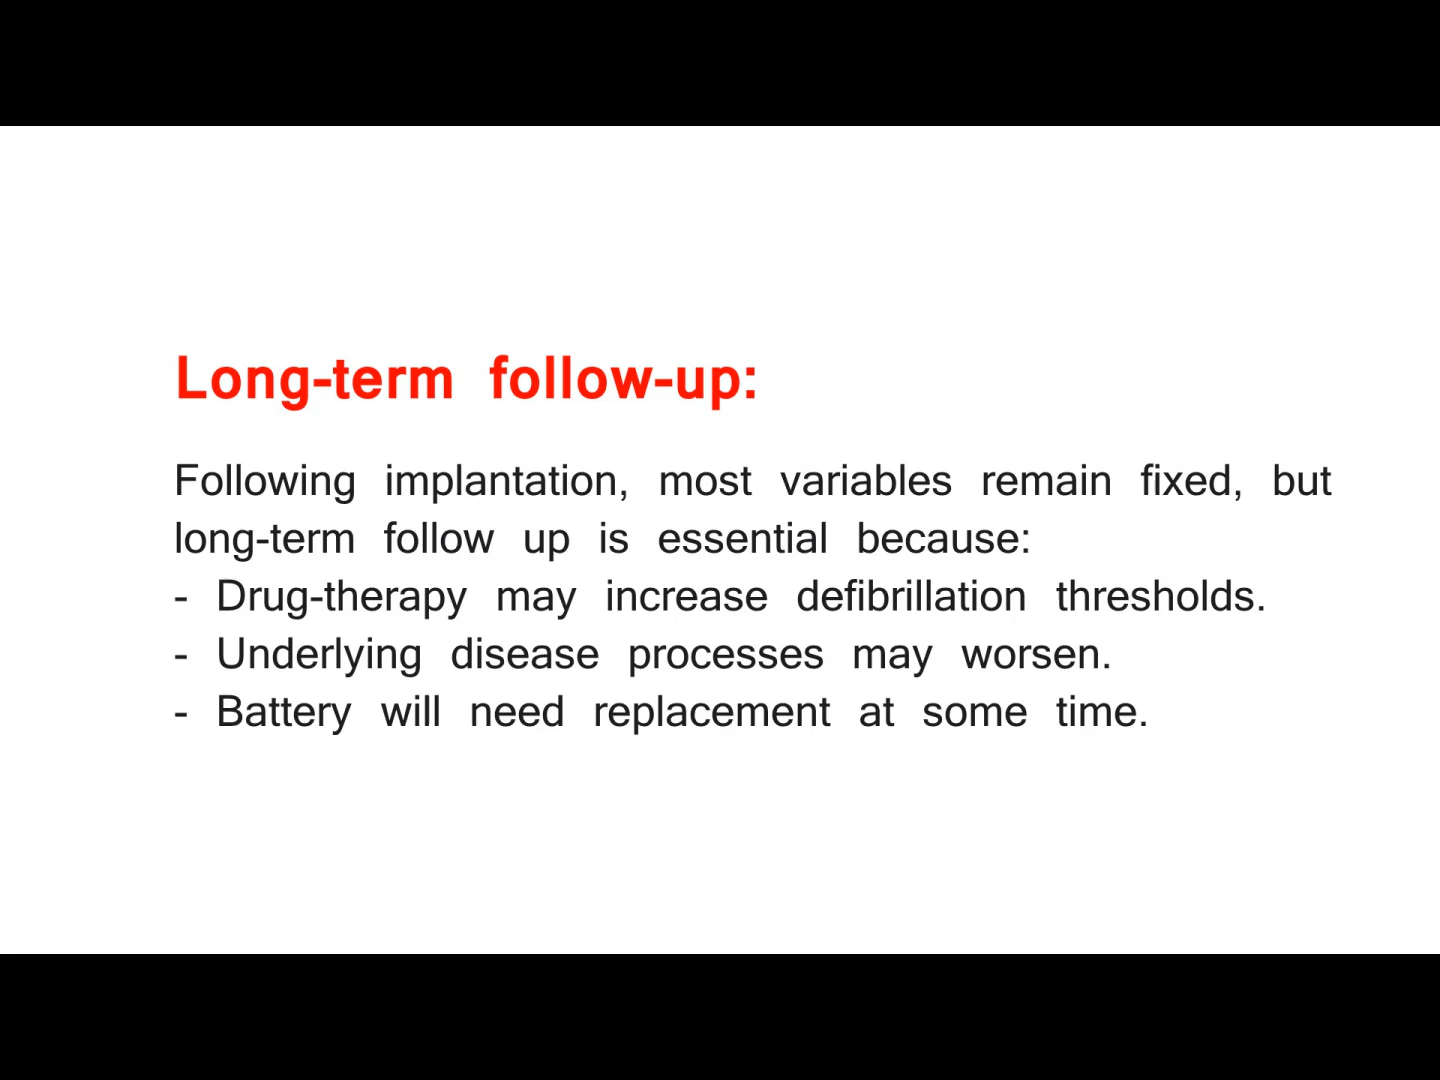 Long-term follow-up:
Following implantation, most variables remain fixed, but
long-term follow up is essential because:
- Drug-therapy may increase defibrillation thresholds.
- Underlying disease processes may worsen.
- Battery will need replacement at some time.